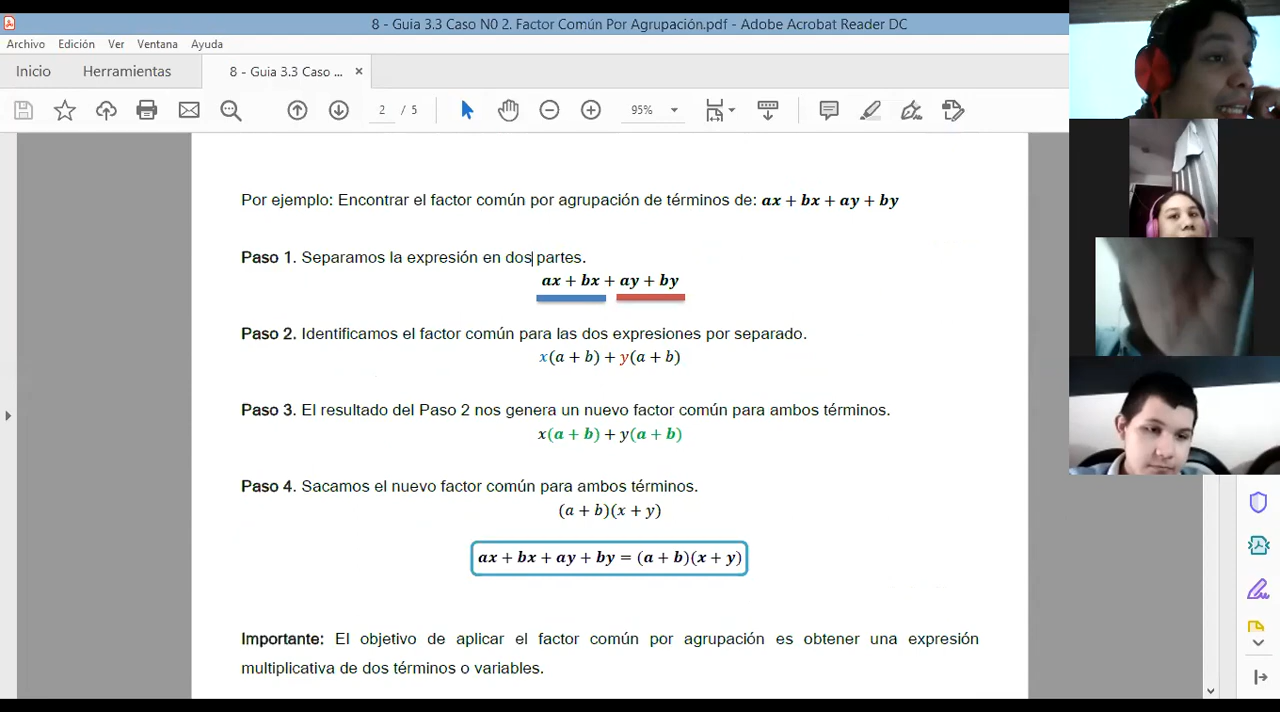 8 - Guia 3.3 Caso N0 2. Factor Común Por Agrupación.pdf - Adobe Acrobat Reader DC
Archivo Edición Ver Ventana Ayuda
Inicio Herramientas 8 - Guia 3.3 Caso ... ×
2 / 5 95%
Por ejemplo: Encontrar el factor común por agrupación de términos de: ax + bx + ay + by
Paso 1. Separamos la expresión en dos partes.
ax + bx + ay + by
Paso 2. Identificamos el factor común para las dos expresiones por separado.
x(a + b) + y(a + b)
Paso 3. El resultado del Paso 2 nos genera un nuevo factor común para ambos términos.
x(a + b) + y(a + b)
Paso 4. Sacamos el nuevo factor común para ambos términos.
(a + b)(x + y)
ax + bx + ay + by = (a + b)(x + y)
Importante: El objetivo de aplicar el factor común por agrupación es obtener una expresión
multiplicativa de dos términos o variables.